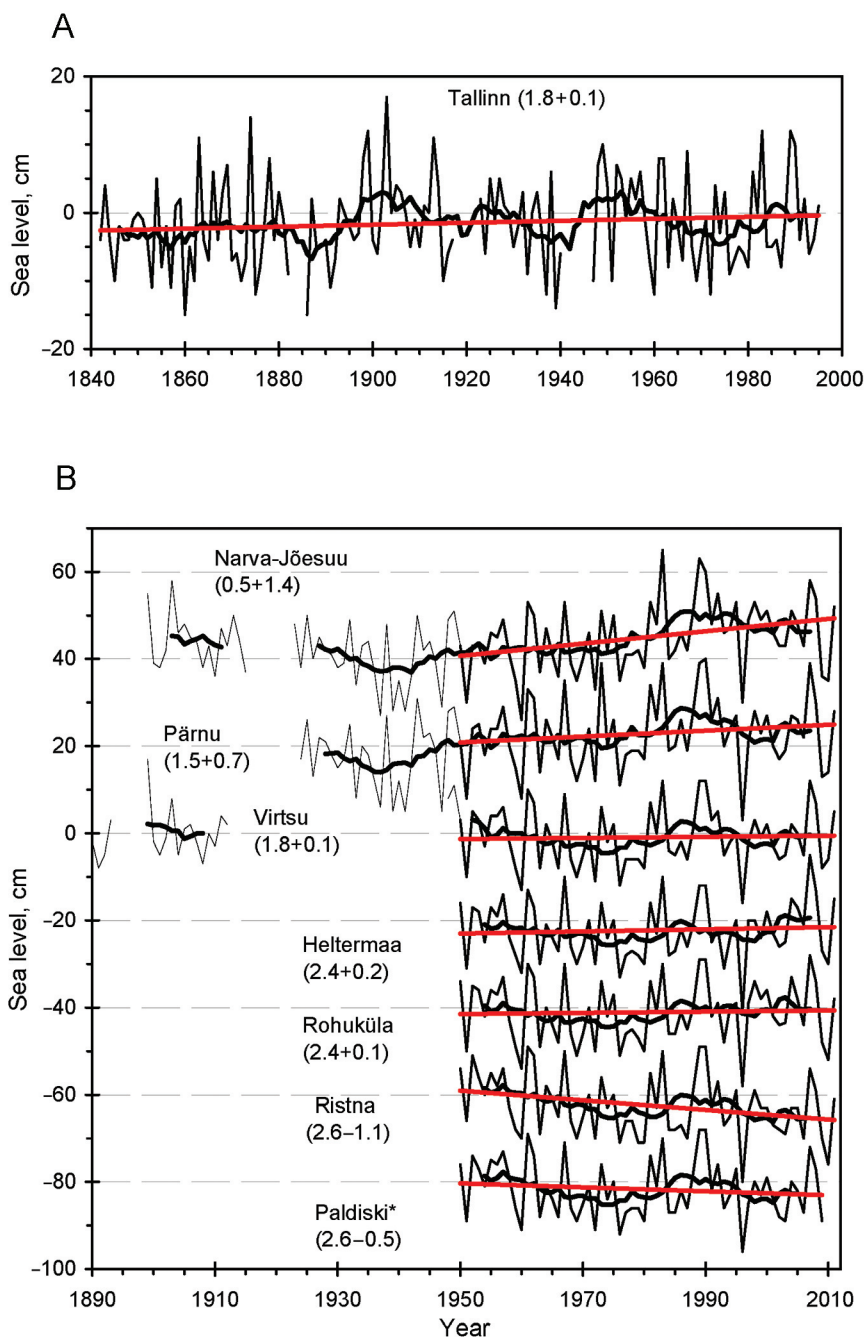 A
20
Tallinn (1.8+0.1)
0
−20
Sea level, cm
1840 1860 1880 1900 1920 1940 1960 1980 2000
B
Narva-Jõesuu
(0.5+1.4)
60
40
Pärnu
(1.5+0.7)
20
Virtsu
(1.8+0.1)
0
Sea level, cm
−20
Heltermaa
(2.4+0.2)
−40
Rohuküla
(2.4+0.1)
−60
Ristna
(2.6−1.1)
−80
Paldiski*
(2.6−0.5)
−100
1890 1910 1930 1950 1970 1990 2010
Year